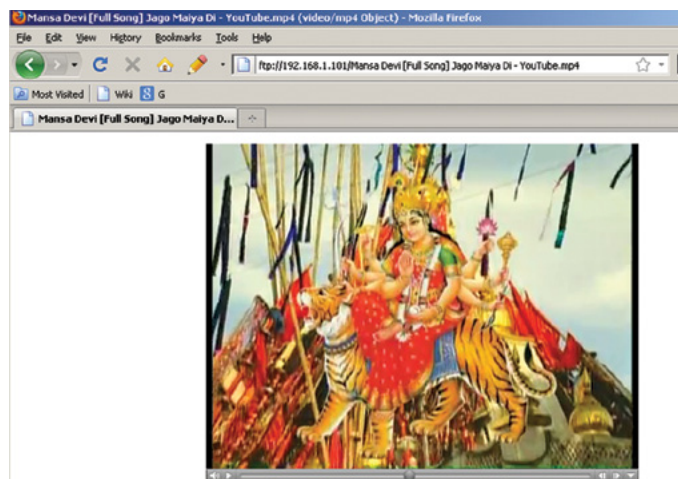 Mansa Devi [Full Song] Jago Maiya Di - YouTube.mp4 (video/mp4 Object) - Mozilla Firefox
File Edit View History Bookmarks Tools Help
ftp://192.168.1.101/Mansa Devi [Full Song] Jago Maiya Di - YouTube.mp4
Most Visited Wiki 8 G
Mansa Devi [Full Song] Jago Maiya D...